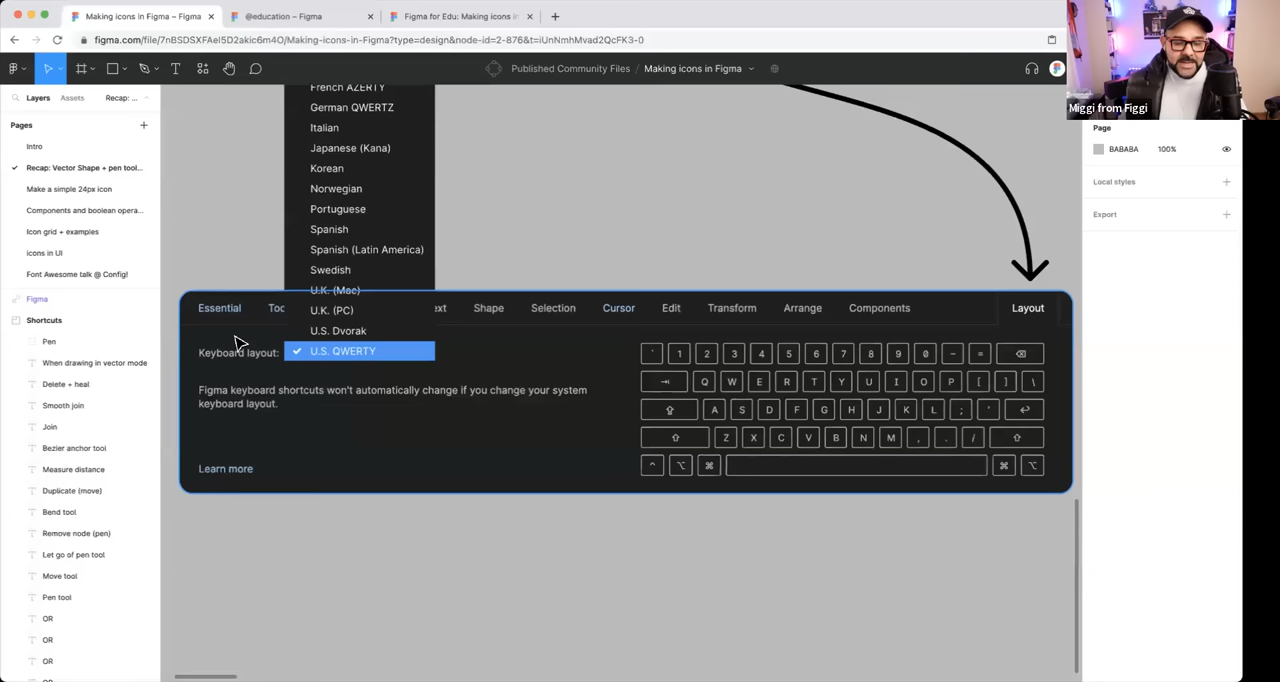 Making icons in Figma – Figma
@education – Figma
Figma for Edu: Making icons in
figma.com/file/7nBSDSXFAel5D2akic6m4O/Making-icons-in-Figma?type=design&node-id=2-876&t=iUnNmhMvad2QcFK3-0
Published Community Files / Making icons in Figma
Miggi from Figgi
Layers Assets Recap: ...
Pages
Intro
Recap: Vector Shape + pen tool...
Make a simple 24px icon
Components and boolean opera...
Icon grid + examples
icons in UI
Font Awesome talk @ Config!
Figma
Shortcuts
Pen
When drawing in vector mode
Delete + heal
Smooth join
Join
Bezier anchor tool
Measure distance
Duplicate (move)
Bend tool
Remove node (pen)
Let go of pen tool
Move tool
Pen tool
OR
OR
OR
OR
French AZERTY
German QWERTZ
Italian
Japanese (Kana)
Korean
Norwegian
Portuguese
Spanish
Spanish (Latin America)
Swedish
U.K. (Mac)
U.K. (PC)
U.S. Dvorak
U.S. QWERTY
Essential Shape Selection Cursor Edit Transform Arrange Components Layout
Keyboard layout:
Figma keyboard shortcuts won't automatically change if you change your system
keyboard layout.
Learn more
` 1 2 3 4 5 6 7 8 9 0 - =
Q W E R T Y U I O P [ ] \
A S D F G H J K L ; '
Z X C V B N M , . /
^ ⌥ ⌘ ⌘ ⌥
Page
BABABA 100%
Local styles
Export